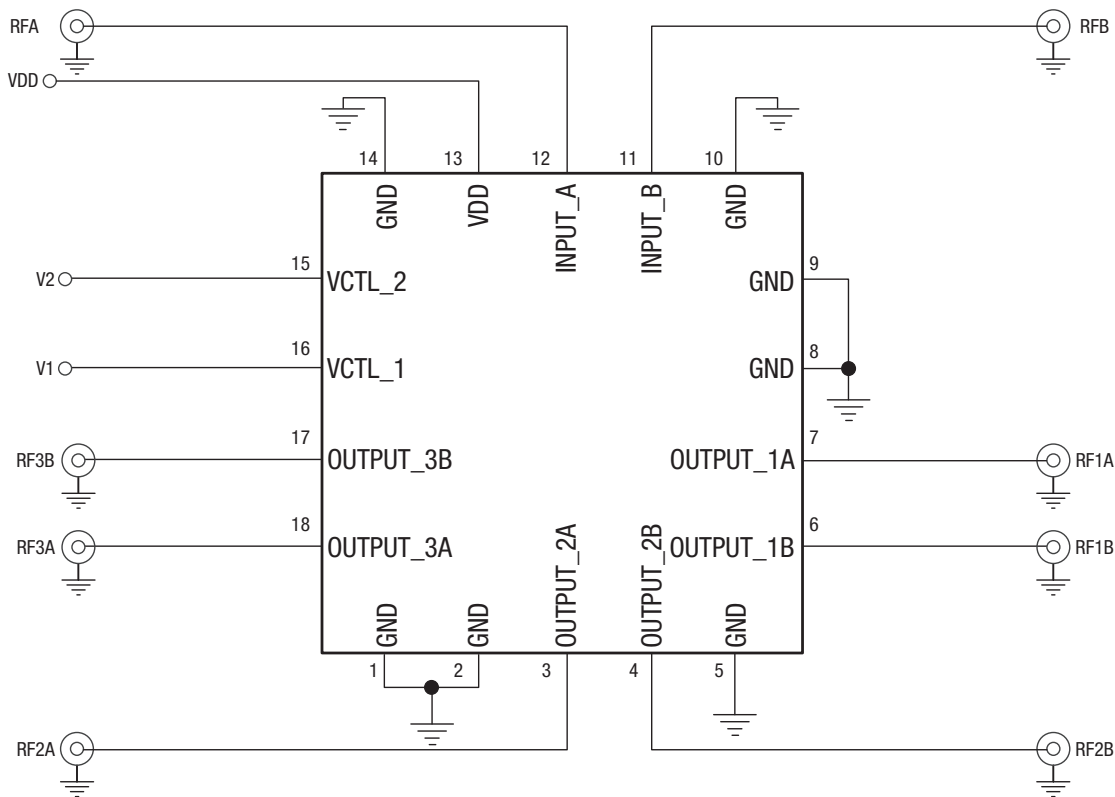 RFA
RFB
VDD
14
13
12
11
10
GND
VDD
INPUT_A
INPUT_B
GND
15
9
V2
VCTL_2
GND
16
8
V1
VCTL_1
GND
17
7
RF3B
OUTPUT_3B
OUTPUT_1A
RF1A
18
6
RF3A
OUTPUT_3A
OUTPUT_2A
OUTPUT_2B
OUTPUT_1B
RF1B
GND
GND
GND
1
2
3
4
5
RF2A
RF2B